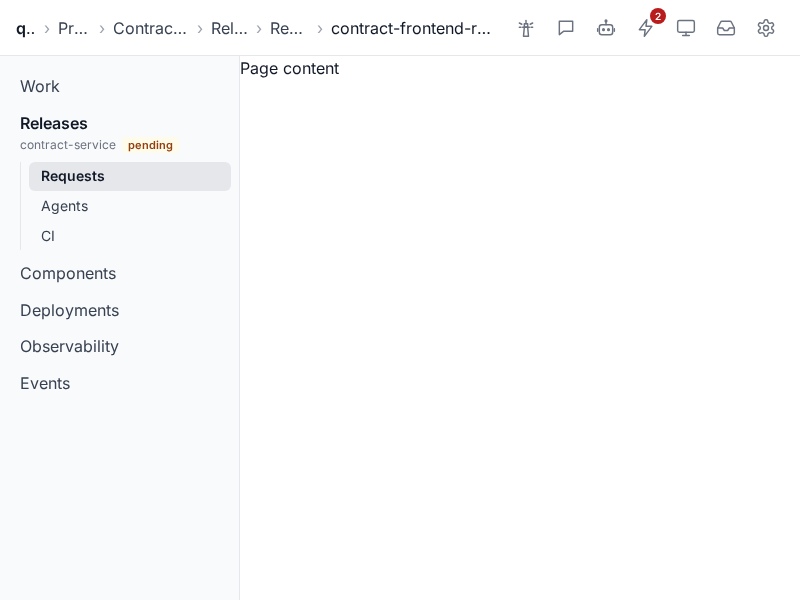 q.. › Pr... › Contrac... › Rel... › Re... › contract-frontend-r...
2
Work
Releases
contract-service pending
Requests
Agents
CI
Components
Deployments
Observability
Events
Page content